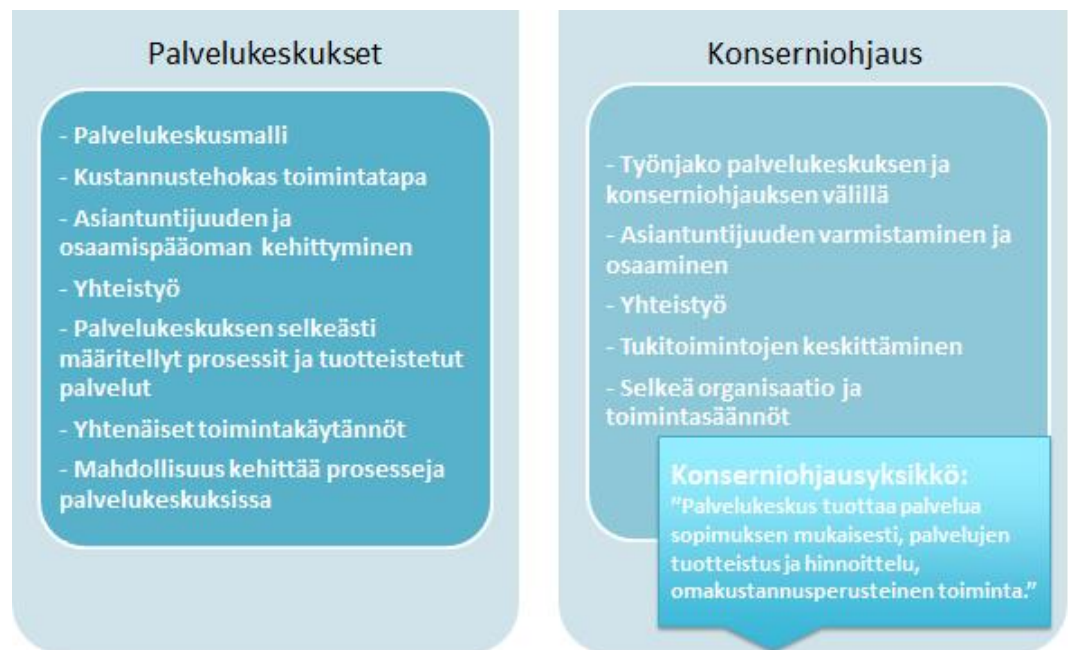 Palvelukeskukset
- Palvelukeskusmalli
- Kustannustehokas toimintatapa
- Asiantuntijuuden ja
osaamispääoman kehittyminen
- Yhteistyö
- Palvelukeskuksen selkeästi
määritellyt prosessit ja tuotteistetut
palvelut
- Yhtenäiset toimintakäytännöt
- Mahdollisuus kehittää prosesseja
palvelukeskuksissa
Konserniohjaus
- Työnjako palvelukeskuksen ja
konserniohjauksen välillä
- Asiantuntijuuden varmistaminen ja
osaaminen
- Yhteistyö
- Tukitoimintojen keskittäminen
- Selkeä organisaatio ja
toimintasäännöt
Konserniohjausyksikkö:
"Palvelukeskus tuottaa palvelua
sopimuksen mukaisesti, palvelujen
tuotteistus ja hinnoittelu,
omakustannusperusteinen toiminta."